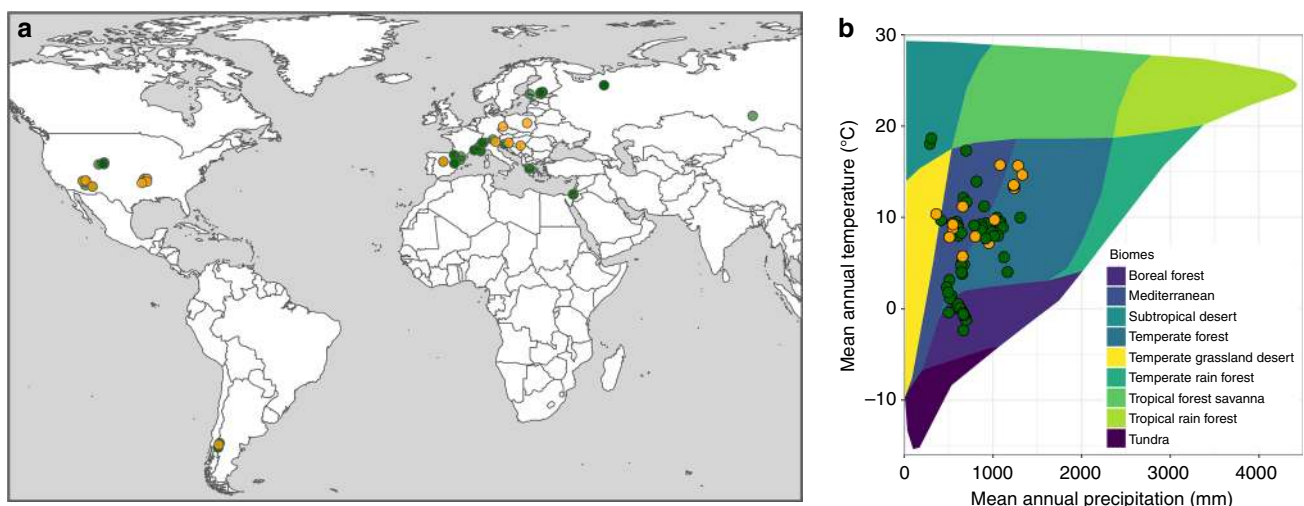 a
b
30
20
10
0
−10
Mean annual temperature (°C)
Biomes
Boreal forest
Mediterranean
Subtropical desert
Temperate forest
Temperate grassland desert
Temperate rain forest
Tropical forest savanna
Tropical rain forest
Tundra
0 1000 2000 3000 4000
Mean annual precipitation (mm)